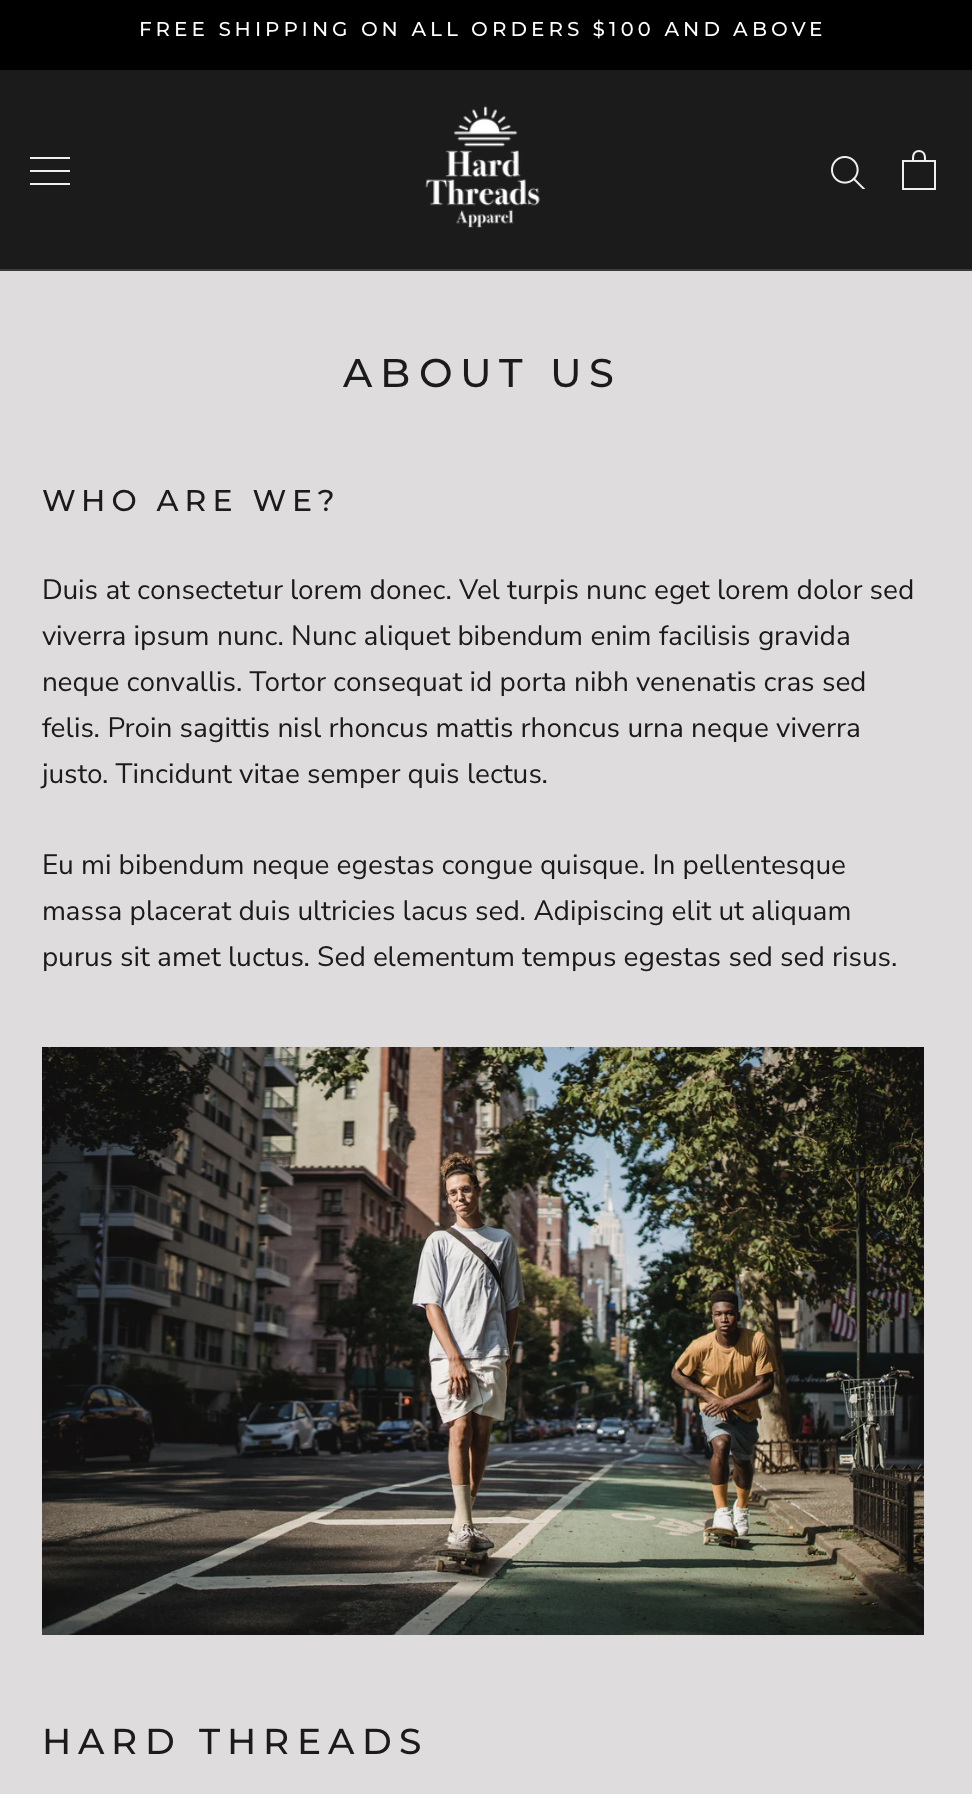 FREE SHIPPING ON ALL ORDERS $100 AND ABOVE
Hard
Threads
Apparel
ABOUT US
WHO ARE WE?
Duis at consectetur lorem donec. Vel turpis nunc eget lorem dolor sed
viverra ipsum nunc. Nunc aliquet bibendum enim facilisis gravida
neque convallis. Tortor consequat id porta nibh venenatis cras sed
felis. Proin sagittis nisl rhoncus mattis rhoncus urna neque viverra
justo. Tincidunt vitae semper quis lectus.
Eu mi bibendum neque egestas congue quisque. In pellentesque
massa placerat duis ultricies lacus sed. Adipiscing elit ut aliquam
purus sit amet luctus. Sed elementum tempus egestas sed sed risus.
HARD THREADS